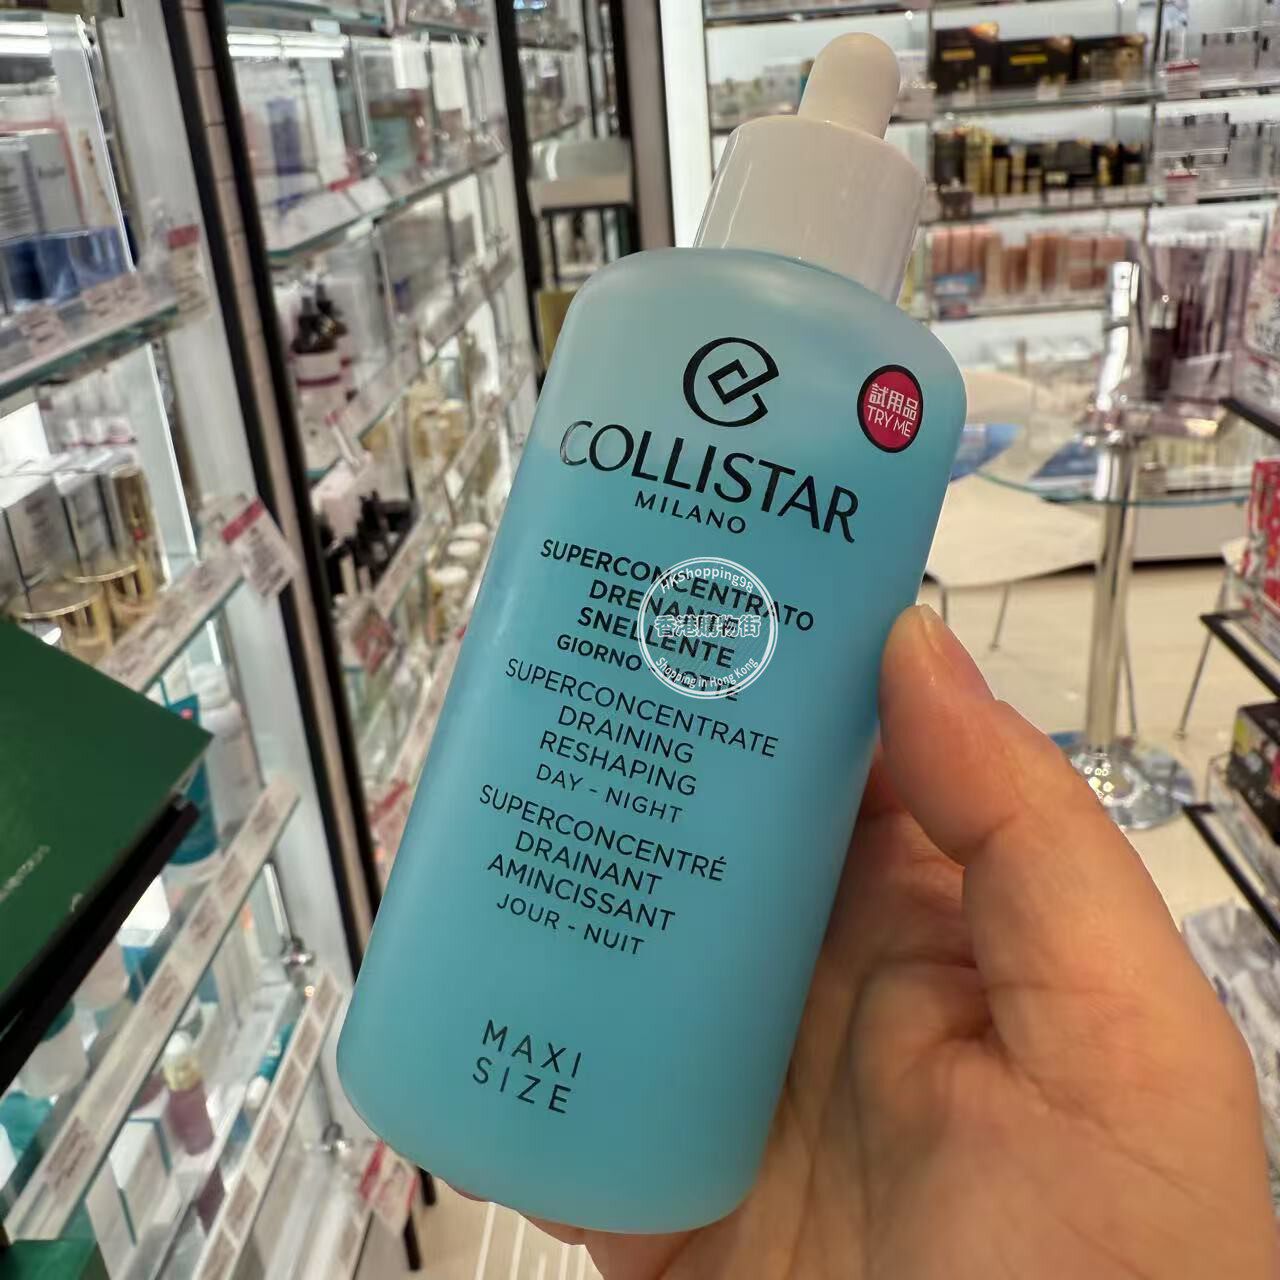 COLLISTAR
MILANO
試用品
TRY ME
SUPERCONCENTRATO
DRENANTE
SNELLENTE
GIORNO - NOTTE
HKShopping98
香港購物街
Shopping in Hong Kong
SUPERCONCENTRATE
DRAINING
RESHAPING
DAY - NIGHT
SUPERCONCENTRÉ
DRAINANT
AMINCISSANT
JOUR - NUIT
MAXI
SIZE